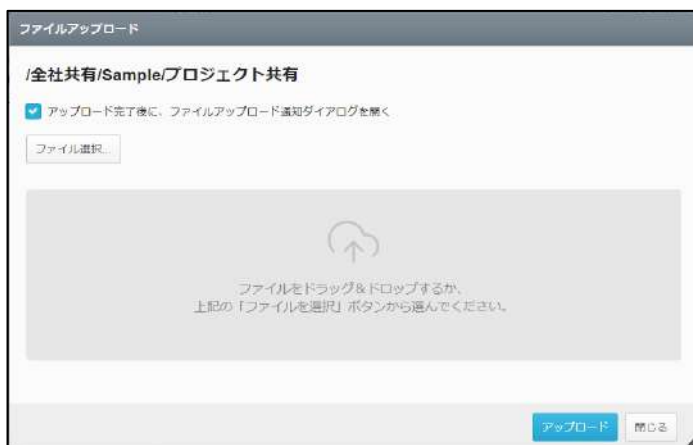 ファイルアップロード
/全社共有/Sample/プロジェクト共有
アップロード完了後に、ファイルアップロード通知ダイアログを開く
ファイル選択...
ファイルをドラッグ&ドロップするか、
上記の「ファイルを選択」ボタンから選んでください。
アップロード
閉じる